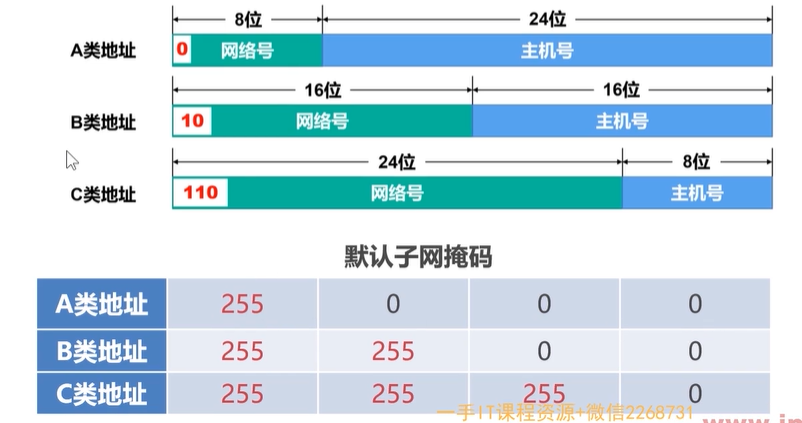 8位 24位
A类地址 0 网络号 主机号
16位 16位
B类地址 10 网络号 主机号
24位 8位
C类地址 110 网络号 主机号
默认子网掩码
A类地址 255 0 0 0
B类地址 255 255 0 0
C类地址 255 255 255 0
一手IT课程资源+微信2268731